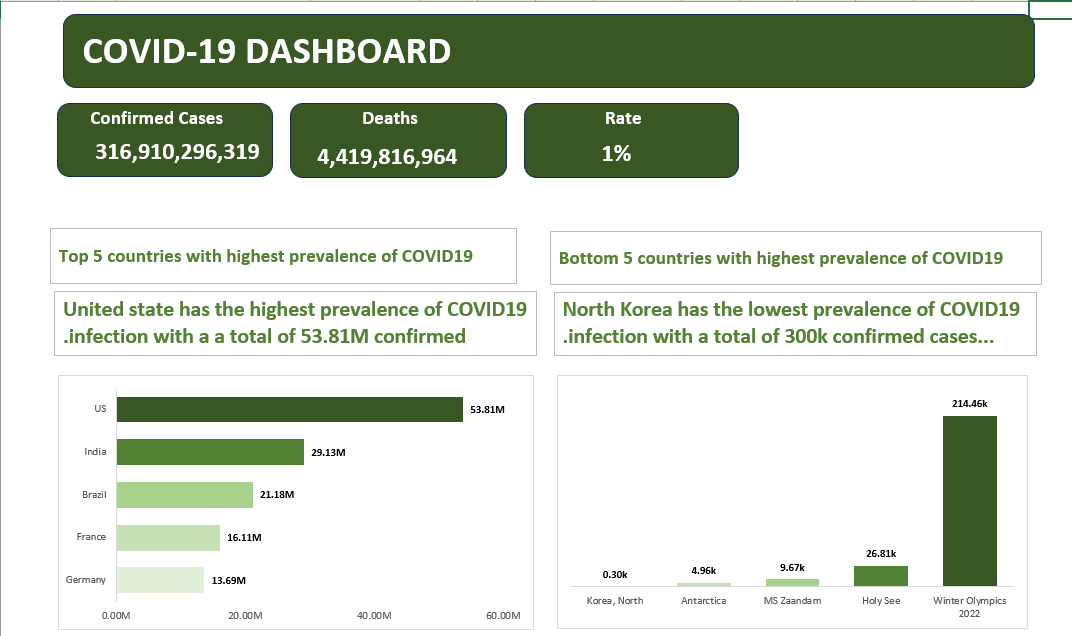 COVID-19 DASHBOARD
Confirmed Cases
316,910,296,319
Deaths
4,419,816,964
Rate
1%
Top 5 countries with highest prevalence of COVID19
United state has the highest prevalence of COVID19
.infection with a a total of 53.81M confirmed
US
53.81M
India
29.13M
Brazil
21.18M
France
16.11M
Germany
13.69M
0.00M 20.00M 40.00M 60.00M
Bottom 5 countries with highest prevalence of COVID19
North Korea has the lowest prevalence of COVID19
.infection with a total of 300k confirmed cases...
0.30k
4.96k
9.67k
26.81k
214.46k
Korea, North
Antarctica
MS Zaandam
Holy See
Winter Olympics
2022